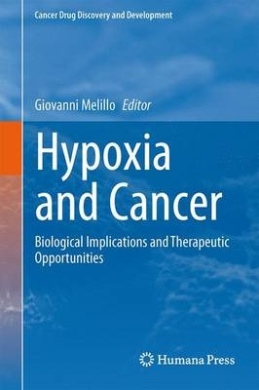 Cancer Drug Discovery and Development
Giovanni Melillo Editor
Hypoxia
and Cancer
Biological Implications and Therapeutic
Opportunities
Humana Press